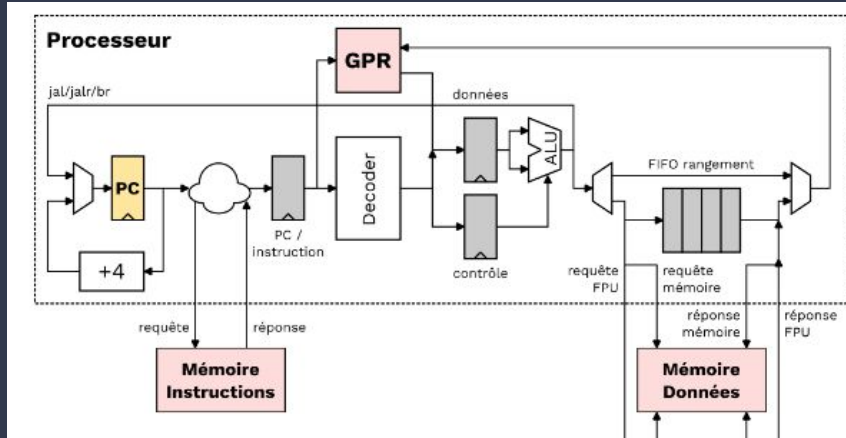 Processeur
GPR
jal/jalr/br
données
PC
Decoder
ALU
FIFO rangement
PC /
instruction
+4
contrôle
requête
FPU
requête
mémoire
réponse
mémoire
réponse
FPU
requête
réponse
Mémoire
Instructions
Mémoire
Données